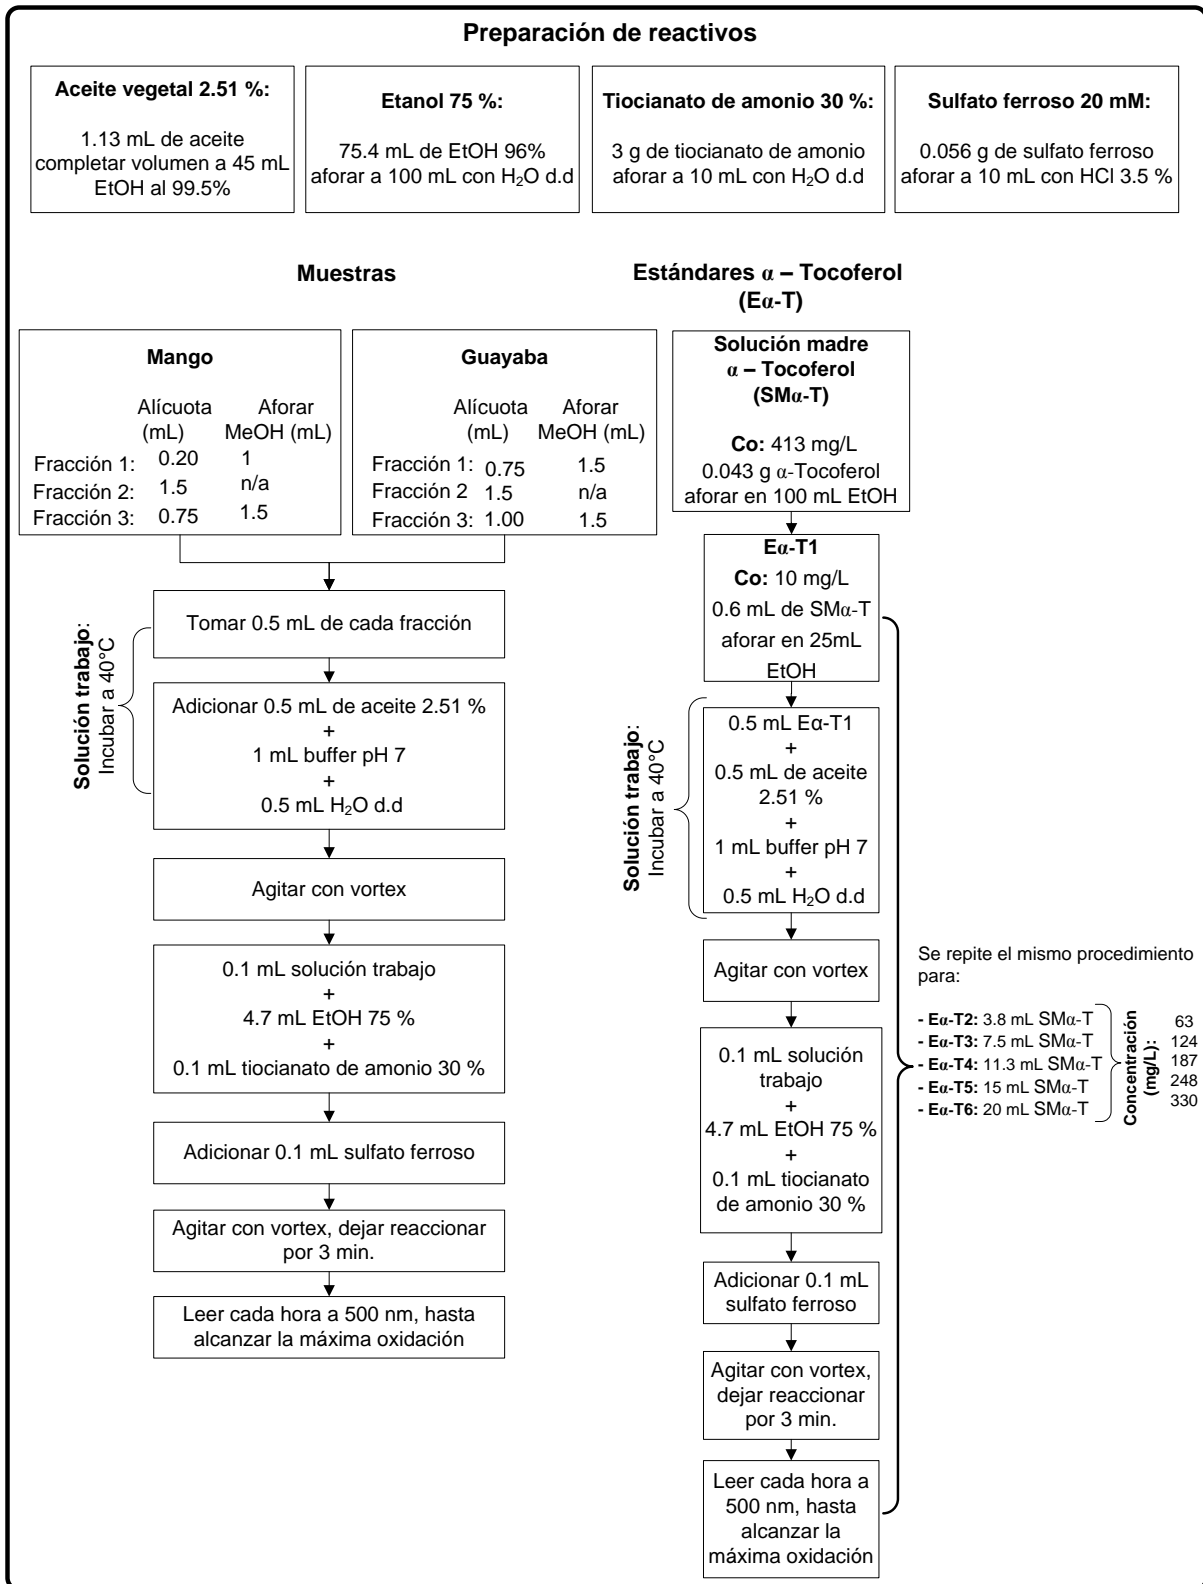 Preparación de reactivos
Aceite vegetal 2.51 %:
1.13 mL de aceite
completar volumen a 45 mL
EtOH al 99.5%
Etanol 75 %:
75.4 mL de EtOH 96%
aforar a 100 mL con H₂O d.d
Tiocianato de amonio 30 %:
3 g de tiocianato de amonio
aforar a 10 mL con H₂O d.d
Sulfato ferroso 20 mM:
0.056 g de sulfato ferroso
aforar a 10 mL con HCl 3.5 %
Muestras
Mango
Alícuota Aforar
(mL) MeOH (mL)
Fracción 1: 0.20 1
Fracción 2: 1.5 n/a
Fracción 3: 0.75 1.5
Guayaba
Alícuota Aforar
(mL) MeOH (mL)
Fracción 1: 0.75 1.5
Fracción 2 1.5 n/a
Fracción 3: 1.00 1.5
Solución trabajo:
Incubar a 40°C
Tomar 0.5 mL de cada fracción
Adicionar 0.5 mL de aceite 2.51 %
+
1 mL buffer pH 7
+
0.5 mL H₂O d.d
Agitar con vortex
0.1 mL solución trabajo
+
4.7 mL EtOH 75 %
+
0.1 mL tiocianato de amonio 30 %
Adicionar 0.1 mL sulfato ferroso
Agitar con vortex, dejar reaccionar
por 3 min.
Leer cada hora a 500 nm, hasta
alcanzar la máxima oxidación
Estándares α – Tocoferol
(Eα-T)
Solución madre
α – Tocoferol
(SMα-T)
Co: 413 mg/L
0.043 g α-Tocoferol
aforar en 100 mL EtOH
Eα-T1
Co: 10 mg/L
0.6 mL de SMα-T
aforar en 25mL
EtOH
Solución trabajo:
Incubar a 40°C
0.5 mL Eα-T1
+
0.5 mL de aceite
2.51 %
+
1 mL buffer pH 7
+
0.5 mL H₂O d.d
Agitar con vortex
0.1 mL solución
trabajo
+
4.7 mL EtOH 75 %
+
0.1 mL tiocianato
de amonio 30 %
Adicionar 0.1 mL
sulfato ferroso
Agitar con vortex,
dejar reaccionar
por 3 min.
Leer cada hora a
500 nm, hasta
alcanzar la
máxima oxidación
Se repite el mismo procedimiento
para:
- Eα-T2: 3.8 mL SMα-T
- Eα-T3: 7.5 mL SMα-T
- Eα-T4: 11.3 mL SMα-T
- Eα-T5: 15 mL SMα-T
- Eα-T6: 20 mL SMα-T
Concentración
(mg/L):
63
124
187
248
330